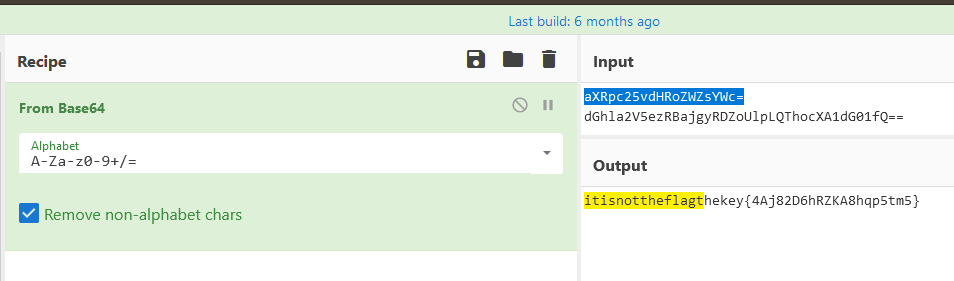 Last build: 6 months ago
Recipe
Input
From Base64
Alphabet
A-Za-z0-9+/=
Remove non-alphabet chars
aXRpc25vdHRoZWZsYWc=
dGhla2V5ezRBajgyRDZoUlpLQThocXA1dG01fQ==
Output
itisnottheflagthekey{4Aj82D6hRZKA8hqp5tm5}